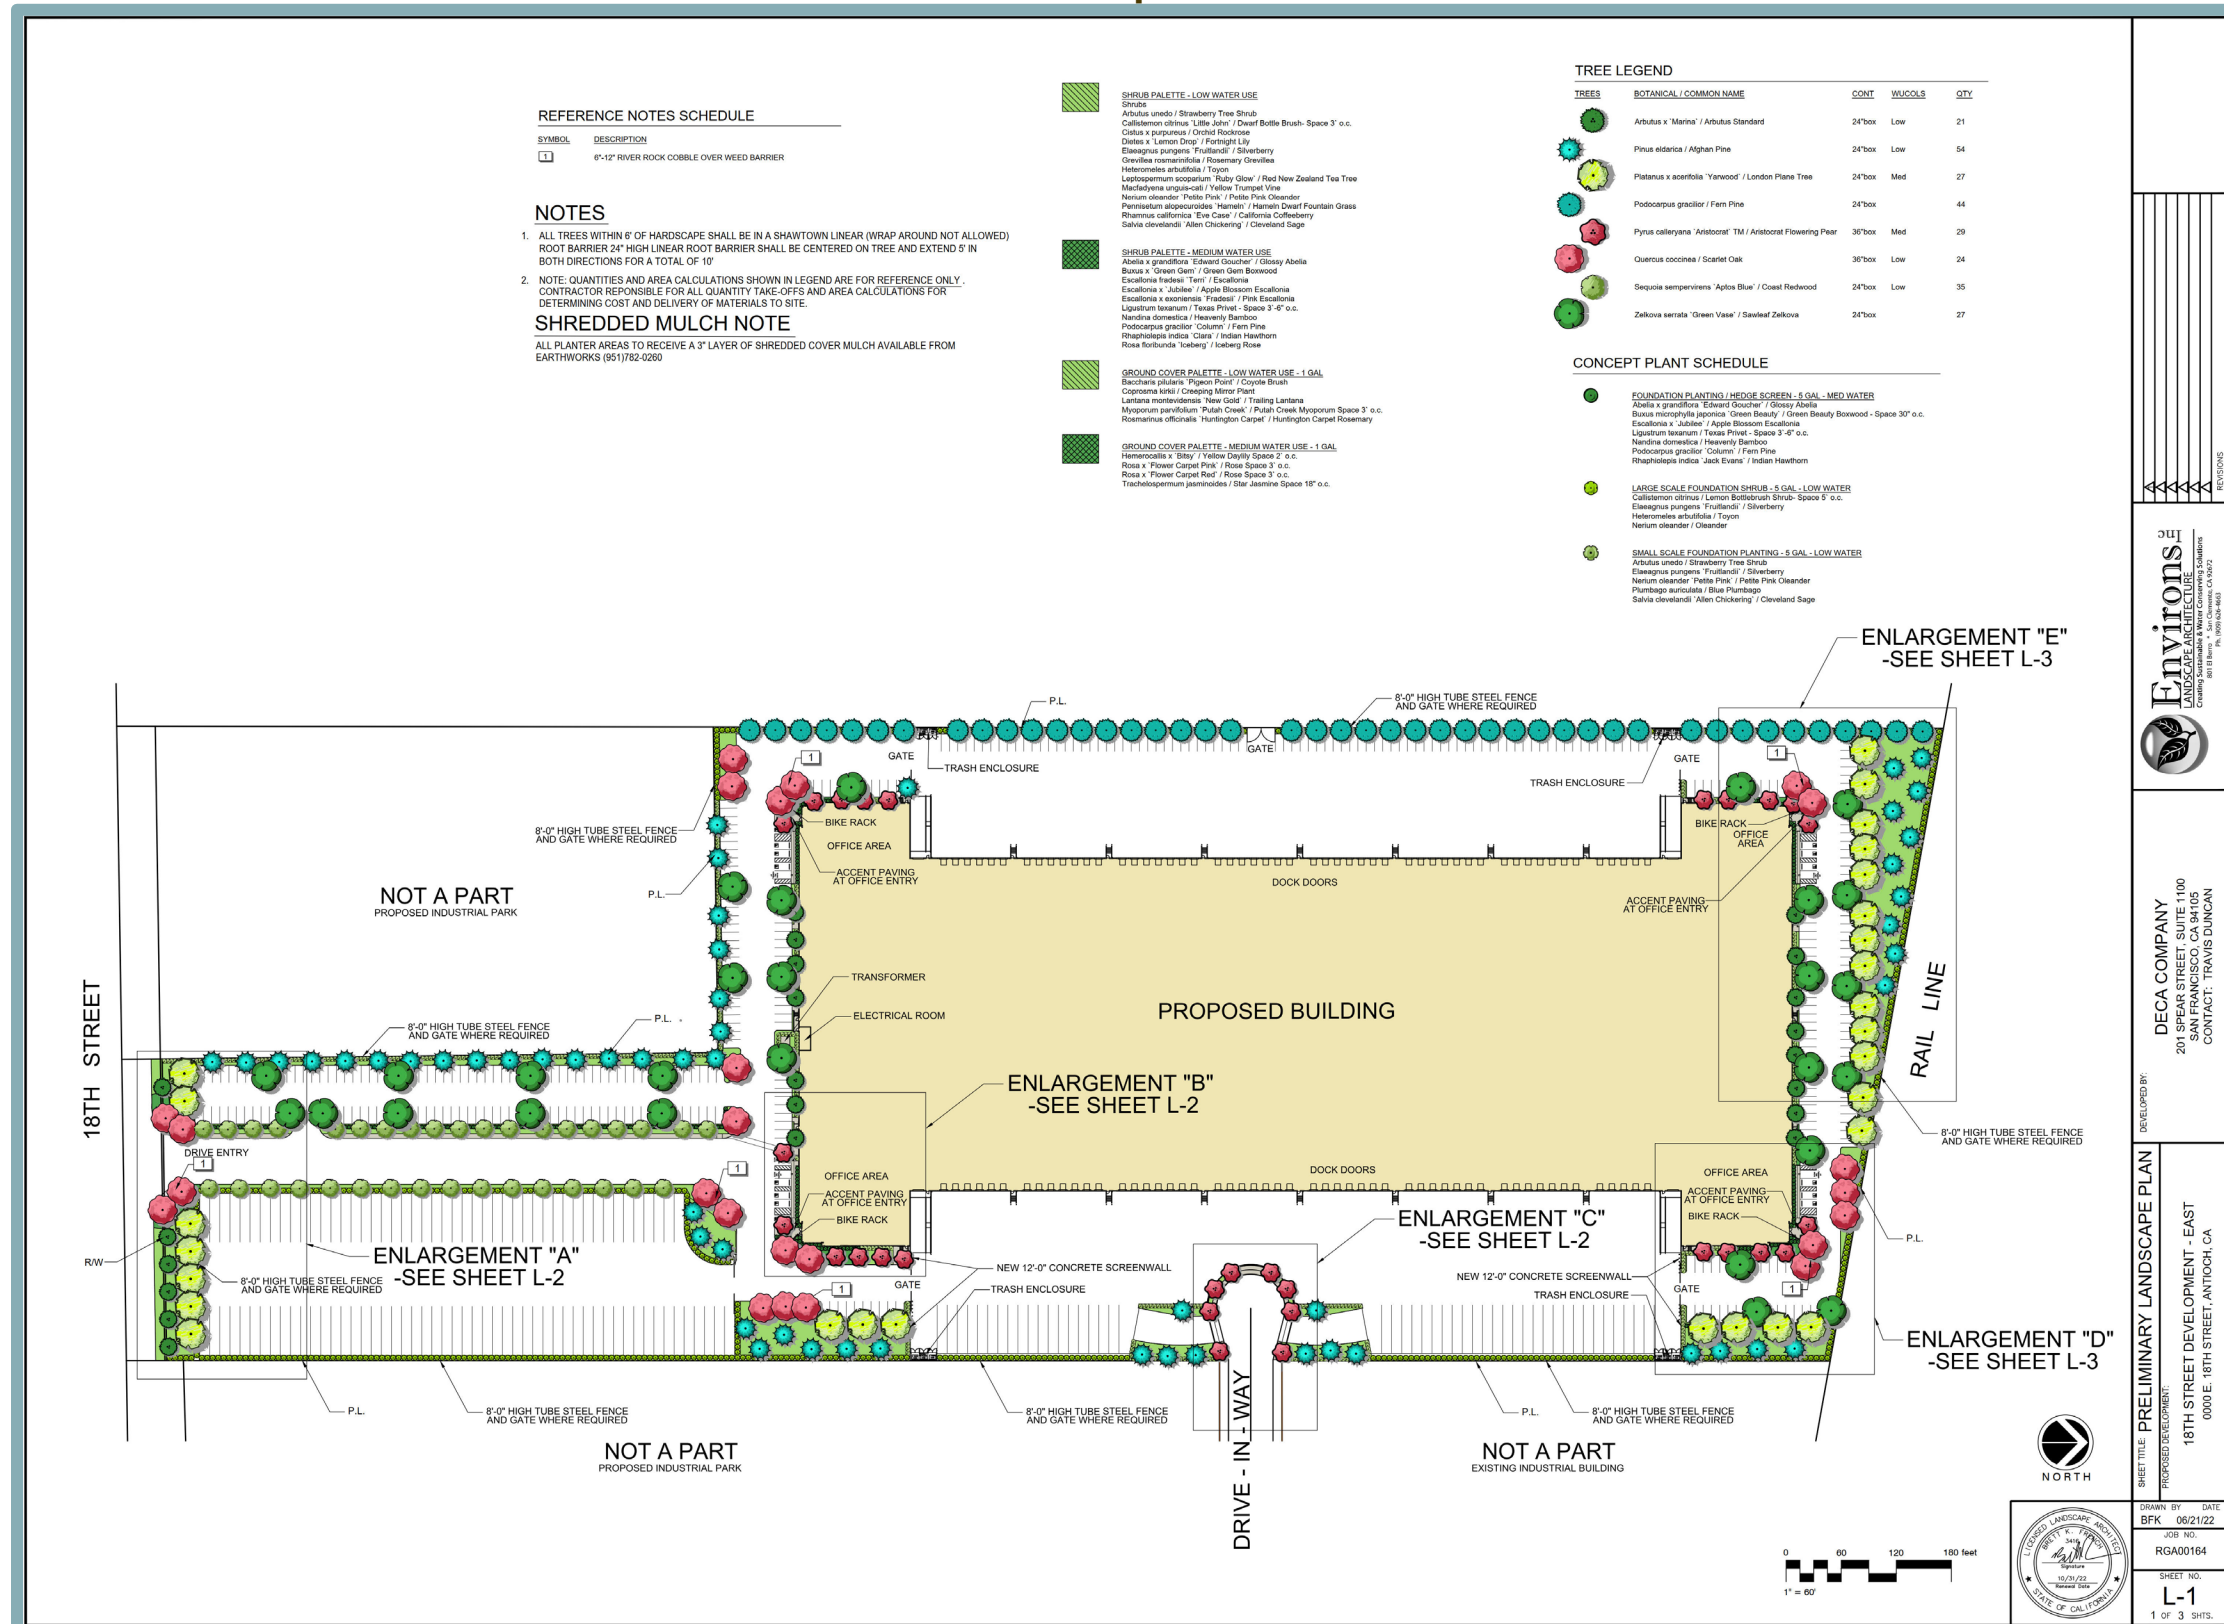 REFERENCE NOTES SCHEDULE
SYMBOL DESCRIPTION
1 6"-12" RIVER ROCK COBBLE OVER WEED BARRIER
NOTES
1. ALL TREES WITHIN 6' OF HARDSCAPE SHALL BE IN A SHAWTOWN LINEAR (WRAP AROUND NOT ALLOWED)
ROOT BARRIER 24" HIGH LINEAR ROOT BARRIER SHALL BE CENTERED ON TREE AND EXTEND 5' IN
BOTH DIRECTIONS FOR A TOTAL OF 10'
2. NOTE: QUANTITIES AND AREA CALCULATIONS SHOWN IN LEGEND ARE FOR REFERENCE ONLY .
CONTRACTOR REPONSIBLE FOR ALL QUANTITY TAKE-OFFS AND AREA CALCULATIONS FOR
DETERMINING COST AND DELIVERY OF MATERIALS TO SITE.
SHREDDED MULCH NOTE
ALL PLANTER AREAS TO RECEIVE A 3" LAYER OF SHREDDED COVER MULCH AVAILABLE FROM
EARTHWORKS (951)782-0260
SHRUB PALETTE - LOW WATER USE
Shrubs
Arbutus unedo / Strawberry Tree Shrub
Callistemon citrinus `Little John` / Dwarf Bottle Brush- Space 3` o.c.
Cistus x purpureus / Orchid Rockrose
Dietes x `Lemon Drop` / Fortnight Lily
Elaeagnus pungens `Fruitlandii` / Silverberry
Grevillea rosmarinifolia / Rosemary Grevillea
Heteromeles arbutifolia / Toyon
Leptospermum scoparium `Ruby Glow` / Red New Zealand Tea Tree
Macfadyena unguis-cati / Yellow Trumpet Vine
Nerium oleander `Petite Pink` / Petite Pink Oleander
Pennisetum alopecuroides `Hameln` / Hameln Dwarf Fountain Grass
Rhamnus californica `Eve Case` / California Coffeeberry
Salvia clevelandii `Allen Chickering` / Cleveland Sage
SHRUB PALETTE - MEDIUM WATER USE
Abelia x grandiflora `Edward Goucher` / Glossy Abelia
Buxus x `Green Gem` / Green Gem Boxwood
Escallonia fradesii `Terri` / Escallonia
Escallonia x `Jubilee` / Apple Blossom Escallonia
Escallonia x exoniensis `Fradesii` / Pink Escallonia
Ligustrum texanum / Texas Privet - Space 3`-6" o.c.
Nandina domestica / Heavenly Bamboo
Podocarpus gracilior `Column` / Fern Pine
Rhaphiolepis indica `Clara` / Indian Hawthorn
Rosa floribunda `Iceberg` / Iceberg Rose
GROUND COVER PALETTE - LOW WATER USE - 1 GAL
Baccharis pilularis `Pigeon Point` / Coyote Brush
Coprosma kirkii / Creeping Mirror Plant
Lantana montevidensis `New Gold` / Trailing Lantana
Myoporum parvifolium `Putah Creek` / Putah Creek Myoporum Space 3` o.c.
Rosmarinus officinalis `Huntington Carpet` / Huntington Carpet Rosemary
GROUND COVER PALETTE - MEDIUM WATER USE - 1 GAL
Hemerocallis x `Bitsy` / Yellow Daylily Space 2` o.c.
Rosa x `Flower Carpet Pink` / Rose Space 3` o.c.
Rosa x `Flower Carpet Red` / Rose Space 3` o.c.
Trachelospermum jasminoides / Star Jasmine Space 18" o.c.
TREE LEGEND
TREES BOTANICAL / COMMON NAME CONT WUCOLS QTY
Arbutus x `Marina` / Arbutus Standard 24"box Low 21
Pinus eldarica / Afghan Pine 24"box Low 54
Platanus x acerifolia `Yarwood` / London Plane Tree 24"box Med 27
Podocarpus gracilior / Fern Pine 24"box 44
Pyrus calleryana `Aristocrat` TM / Aristocrat Flowering Pear 36"box Med 29
Quercus coccinea / Scarlet Oak 36"box Low 24
Sequoia sempervirens `Aptos Blue` / Coast Redwood 24"box Low 35
Zelkova serrata `Green Vase` / Sawleaf Zelkova 24"box 27
CONCEPT PLANT SCHEDULE
FOUNDATION PLANTING / HEDGE SCREEN - 5 GAL - MED WATER
Abelia x grandiflora `Edward Goucher` / Glossy Abelia
Buxus microphylla japonica `Green Beauty` / Green Beauty Boxwood - Space 30" o.c.
Escallonia x `Jubilee` / Apple Blossom Escallonia
Ligustrum texanum / Texas Privet - Space 3`-6" o.c.
Nandina domestica / Heavenly Bamboo
Podocarpus gracilior `Column` / Fern Pine
Rhaphiolepis indica `Jack Evans` / Indian Hawthorn
LARGE SCALE FOUNDATION SHRUB - 5 GAL - LOW WATER
Callistemon citrinus / Lemon Bottlebrush Shrub- Space 5` o.c.
Elaeagnus pungens `Fruitlandii` / Silverberry
Heteromeles arbutifolia / Toyon
Nerium oleander / Oleander
SMALL SCALE FOUNDATION PLANTING - 5 GAL - LOW WATER
Arbutus unedo / Strawberry Tree Shrub
Elaeagnus pungens `Fruitlandii` / Silverberry
Nerium oleander `Petite Pink` / Petite Pink Oleander
Plumbago auriculata / Blue Plumbago
Salvia clevelandii `Allen Chickering` / Cleveland Sage
ENLARGEMENT "E"
-SEE SHEET L-3
P.L.
8'-0" HIGH TUBE STEEL FENCE
AND GATE WHERE REQUIRED
GATE
GATE
GATE
1
1
TRASH ENCLOSURE
TRASH ENCLOSURE
8'-0" HIGH TUBE STEEL FENCE
AND GATE WHERE REQUIRED
BIKE RACK
OFFICE AREA
BIKE RACK
OFFICE
AREA
ACCENT PAVING
AT OFFICE ENTRY
DOCK DOORS
ACCENT PAVING
AT OFFICE ENTRY
NOT A PART
PROPOSED INDUSTRIAL PARK
P.L.
TRANSFORMER
ELECTRICAL ROOM
PROPOSED BUILDING
RAIL LINE
18TH STREET
8'-0" HIGH TUBE STEEL FENCE
AND GATE WHERE REQUIRED
P.L.
ENLARGEMENT "B"
-SEE SHEET L-2
8'-0" HIGH TUBE STEEL FENCE
AND GATE WHERE REQUIRED
DRIVE ENTRY
1
1
OFFICE AREA
DOCK DOORS
OFFICE AREA
ACCENT PAVING
AT OFFICE ENTRY
BIKE RACK
ACCENT PAVING
AT OFFICE ENTRY
BIKE RACK
ENLARGEMENT "C"
-SEE SHEET L-2
P.L.
R/W
ENLARGEMENT "A"
-SEE SHEET L-2
8'-0" HIGH TUBE STEEL FENCE
AND GATE WHERE REQUIRED
NEW 12'-0" CONCRETE SCREENWALL
GATE
1
TRASH ENCLOSURE
NEW 12'-0" CONCRETE SCREENWALL
GATE
1
TRASH ENCLOSURE
ENLARGEMENT "D"
-SEE SHEET L-3
P.L.
8'-0" HIGH TUBE STEEL FENCE
AND GATE WHERE REQUIRED
8'-0" HIGH TUBE STEEL FENCE
AND GATE WHERE REQUIRED
DRIVE - IN - WAY
P.L.
8'-0" HIGH TUBE STEEL FENCE
AND GATE WHERE REQUIRED
NOT A PART
PROPOSED INDUSTRIAL PARK
NOT A PART
EXISTING INDUSTRIAL BUILDING
NORTH
0 60 120 180 feet
1" = 60'
LICENSED LANDSCAPE ARCHITECT
BRETT K. FRENCH
3416
Signature
10/31/22
Renewal Date
STATE OF CALIFORNIA
REVISIONS
Environs Inc
LANDSCAPE ARCHITECTURE
Creating Sustainable & Water Conserving Solutions
801 El Berro * San Clemente, CA 92672
Ph. (909) 626-4663
DEVELOPED BY:
DECA COMPANY
201 SPEAR STREET, SUITE 1100
SAN FRANCISCO, CA 94105
CONTACT: TRAVIS DUNCAN
SHEET TITLE: PRELIMINARY LANDSCAPE PLAN
PROPOSED DEVELOPMENT:
18TH STREET DEVELOPMENT - EAST
0000 E. 18TH STREET, ANTIOCH, CA
DRAWN BY DATE
BFK 06/21/22
JOB NO.
RGA00164
SHEET NO.
L-1
1 OF 3 SHTS.